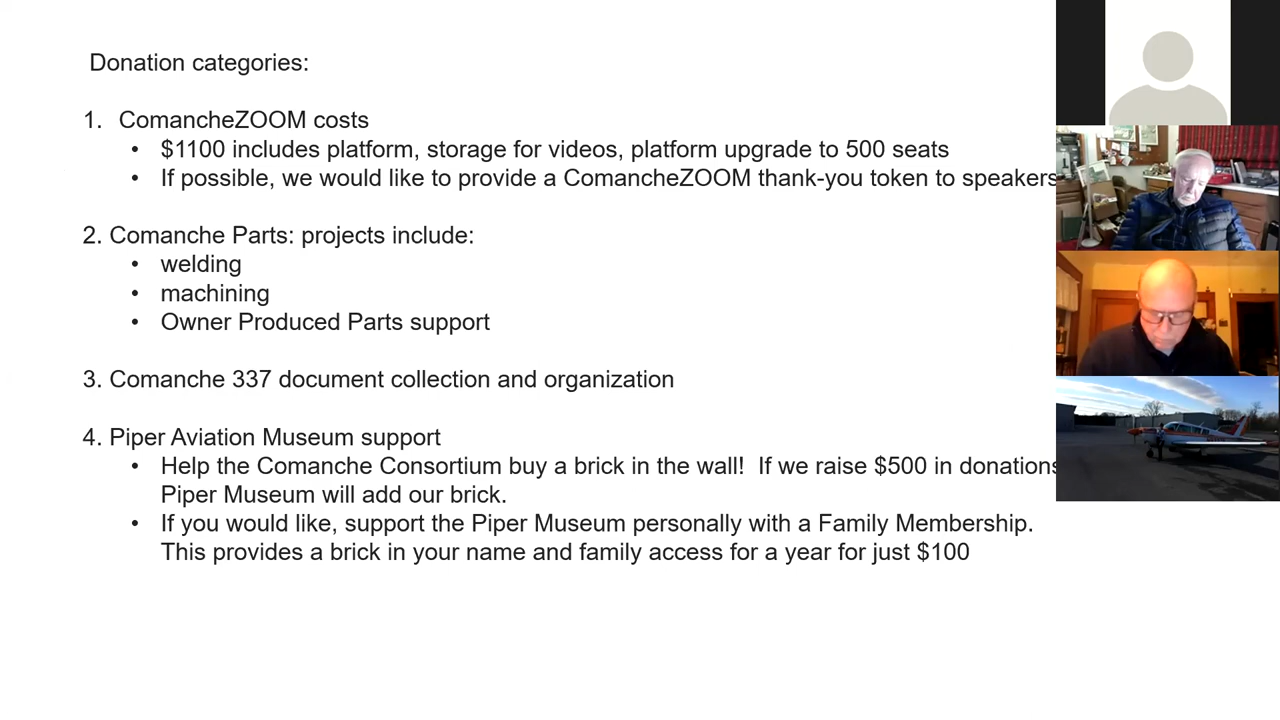 Donation categories:
1. ComancheZOOM costs
• $1100 includes platform, storage for videos, platform upgrade to 500 seats
• If possible, we would like to provide a ComancheZOOM thank-you token to speakers
2. Comanche Parts: projects include:
• welding
• machining
• Owner Produced Parts support
3. Comanche 337 document collection and organization
4. Piper Aviation Museum support
• Help the Comanche Consortium buy a brick in the wall! If we raise $500 in donations
Piper Museum will add our brick.
• If you would like, support the Piper Museum personally with a Family Membership.
This provides a brick in your name and family access for a year for just $100